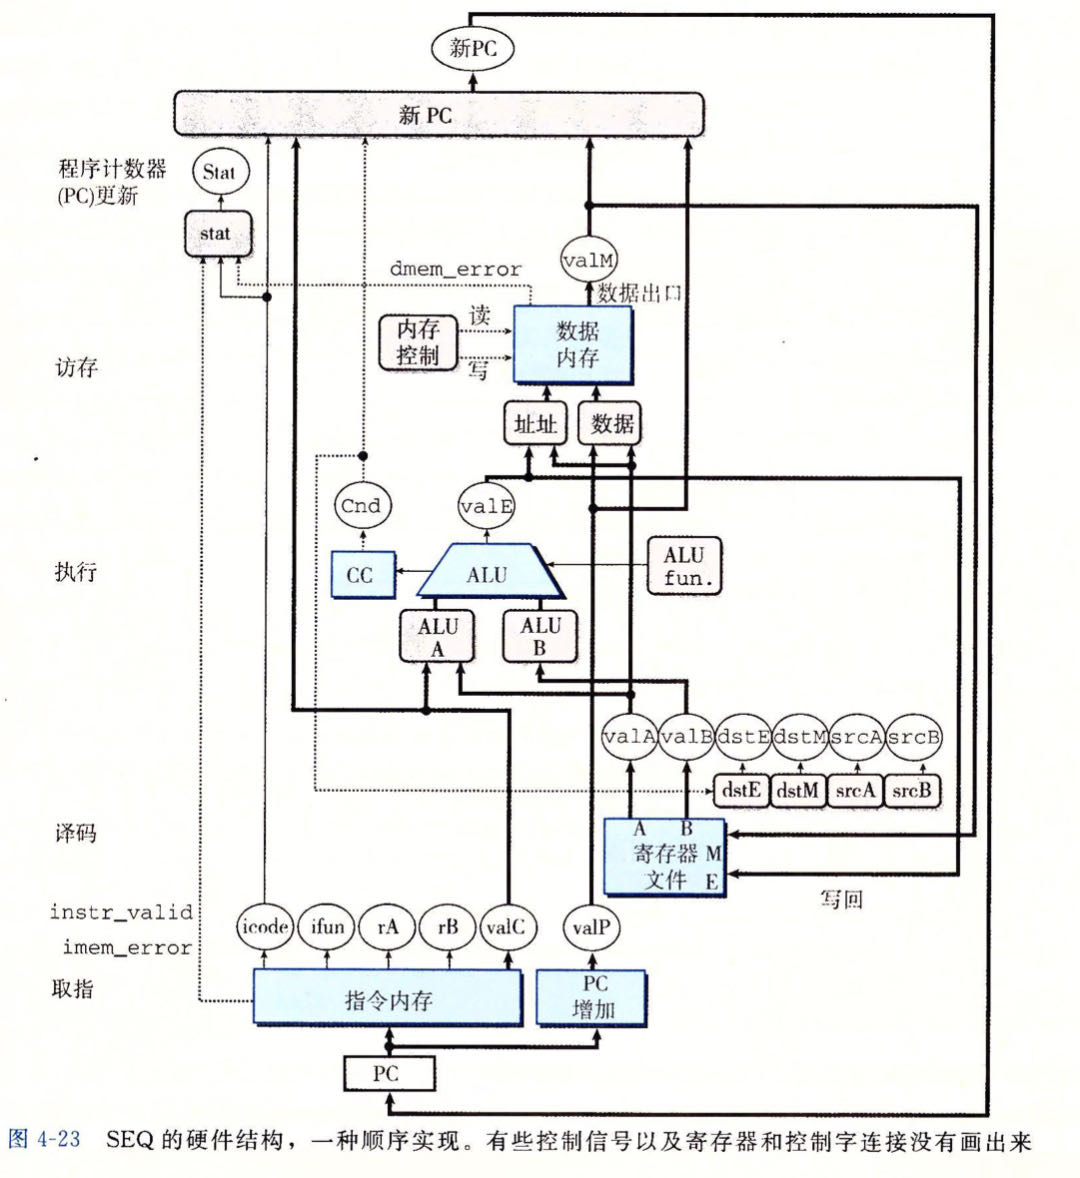 新PC
新 PC
程序计数器
(PC)更新
Stat
stat
dmem_error
valM
数据出口
读
内存
控制
写
数据
内存
访存
址址
数据
Cnd
valE
执行
CC
ALU
ALU
fun.
ALU
A
ALU
B
valA
valB
dstE
dstM
srcA
srcB
dstE
dstM
srcA
srcB
译码
A
B
寄存器
文件
M
E
写回
instr_valid
imem_error
icode
ifun
rA
rB
valC
valP
取指
指令内存
PC
增加
PC
图 4-23 SEQ 的硬件结构，一种顺序实现。有些控制信号以及寄存器和控制字连接没有画出来